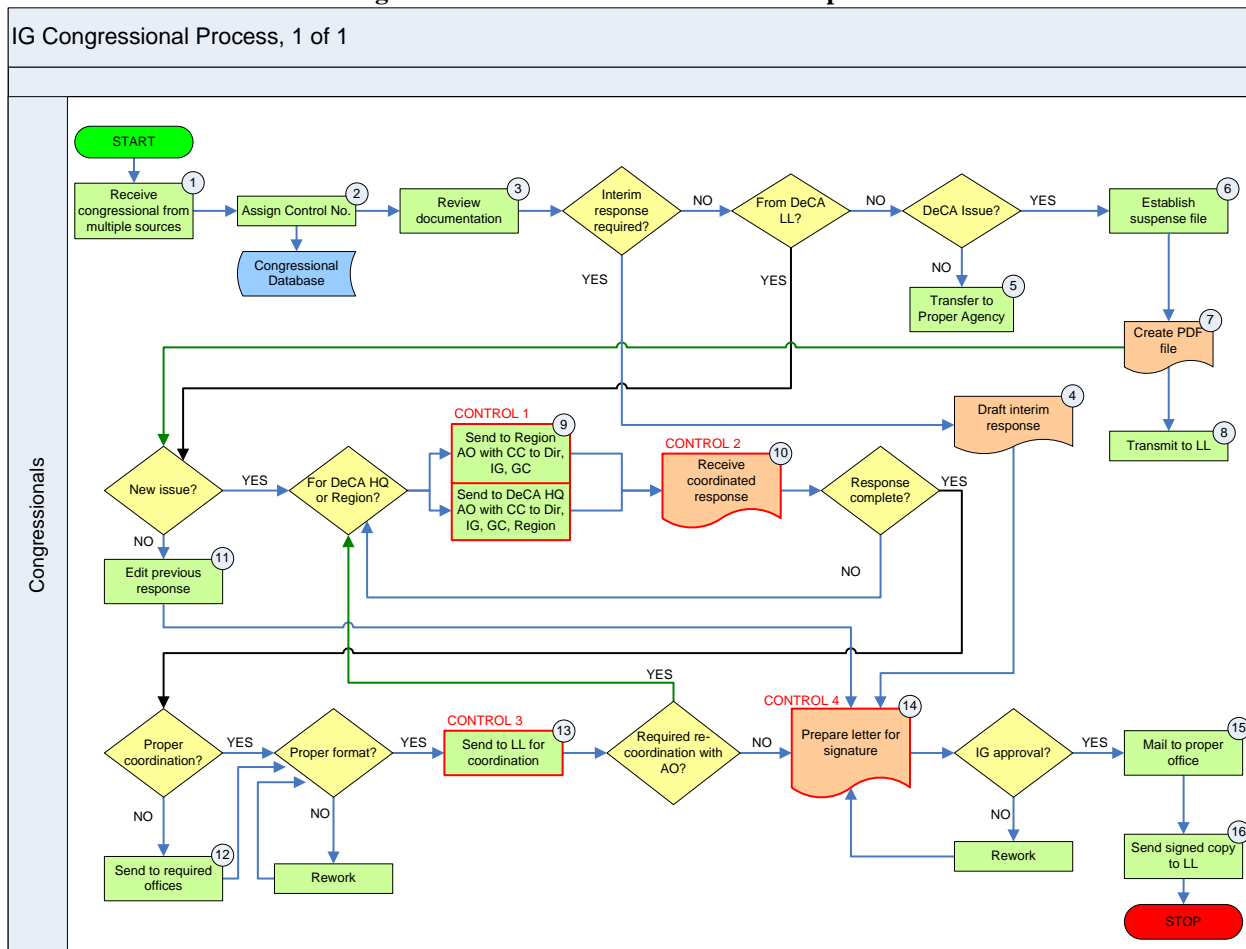 IG Congressional Process, 1 of 1
Congressionals
START
1
Receive
congressional from
multiple sources
2
Assign Control No.
Congressional
Database
3
Review
documentation
Interim
response
required?
NO
YES
From DeCA
LL?
NO
YES
DeCA Issue?
YES
NO
5
Transfer to
Proper Agency
6
Establish
suspense file
7
Create PDF
file
8
Transmit to LL
4
Draft interim
response
New issue?
YES
NO
For DeCA HQ
or Region?
CONTROL 1
9
Send to Region
AO with CC to Dir,
IG, GC
Send to DeCA HQ
AO with CC to Dir,
IG, GC, Region
CONTROL 2
10
Receive
coordinated
response
Response
complete?
YES
NO
11
Edit previous
response
Proper
coordination?
YES
NO
12
Send to required
offices
Proper format?
YES
NO
Rework
CONTROL 3
13
Send to LL for
coordination
Required re-
coordination with
AO?
YES
NO
CONTROL 4
14
Prepare letter for
signature
IG approval?
YES
NO
Rework
15
Mail to proper
office
16
Send signed copy
to LL
STOP